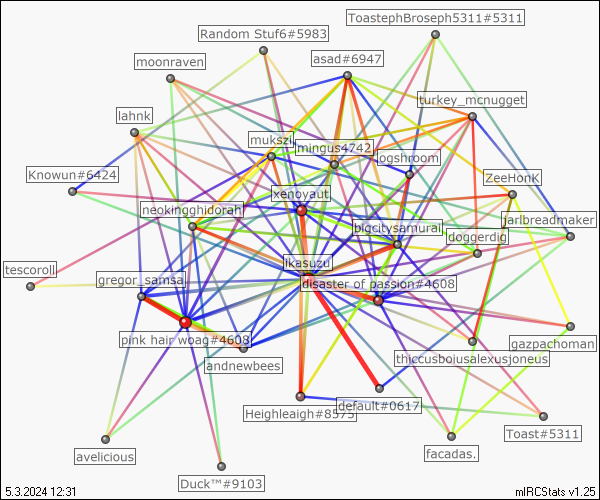 ToastephBroseph5311#5311
Random Stuf6#5983
asad#6947
moonraven
turkey_mcnugget
lahnk
mukszi
mingus4742
logshroom
Knowun#6424
ZeeHonK
xenoyaut
neokingghidorah
bigcitysamurai
jarlbreadmaker
doggerdig
tescoroll
likasuzu
gregor_samsa
disaster of passion#4608
pink hair woag#4608
gazpachoman
thiccusbojusalexusjoneus
andnewbees
default#0617
Heighleigh#8575
Toast#5311
facadas.
avelicious
Duck™#9103
5.3.2024 12:31
mIRCStats v1.25